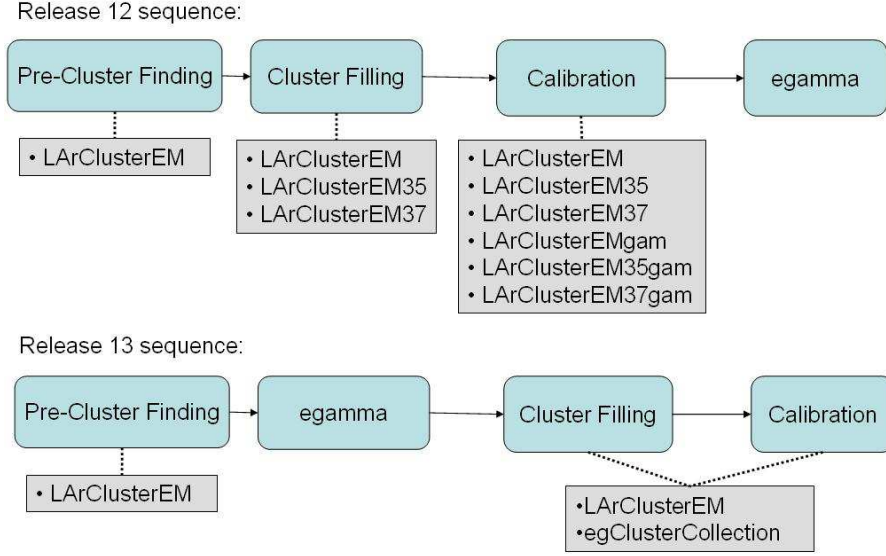 Release 12 sequence:
Pre-Cluster Finding
Cluster Filling
Calibration
egamma
• LArClusterEM
• LArClusterEM
• LArClusterEM35
• LArClusterEM37
• LArClusterEM
• LArClusterEM35
• LArClusterEM37
• LArClusterEMgam
• LArClusterEM35gam
• LArClusterEM37gam
Release 13 sequence:
Pre-Cluster Finding
egamma
Cluster Filling
Calibration
• LArClusterEM
•LArClusterEM
•egClusterCollection